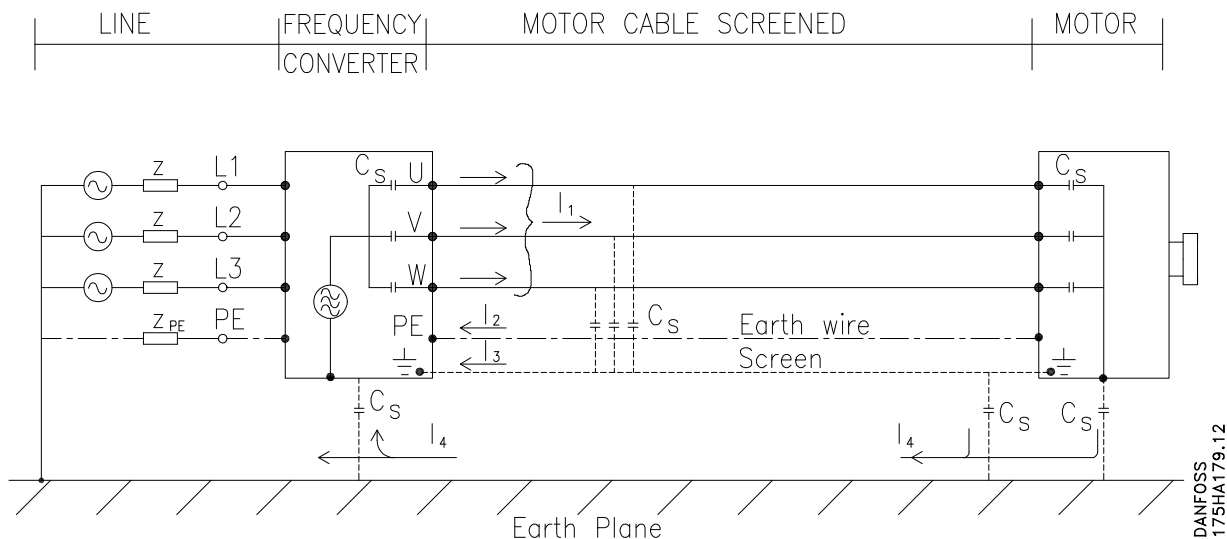 LINE
FREQUENCY
CONVERTER
MOTOR CABLE SCREENED
MOTOR
Z L1
Z L2
Z L3
Z PE PE
C S U
V
W
PE
I 1
I 2
I 3
C S
Earth wire
Screen
C S
C S
I 4
I 4
C S
C S
Earth Plane
DANFOSS
175HA179.12